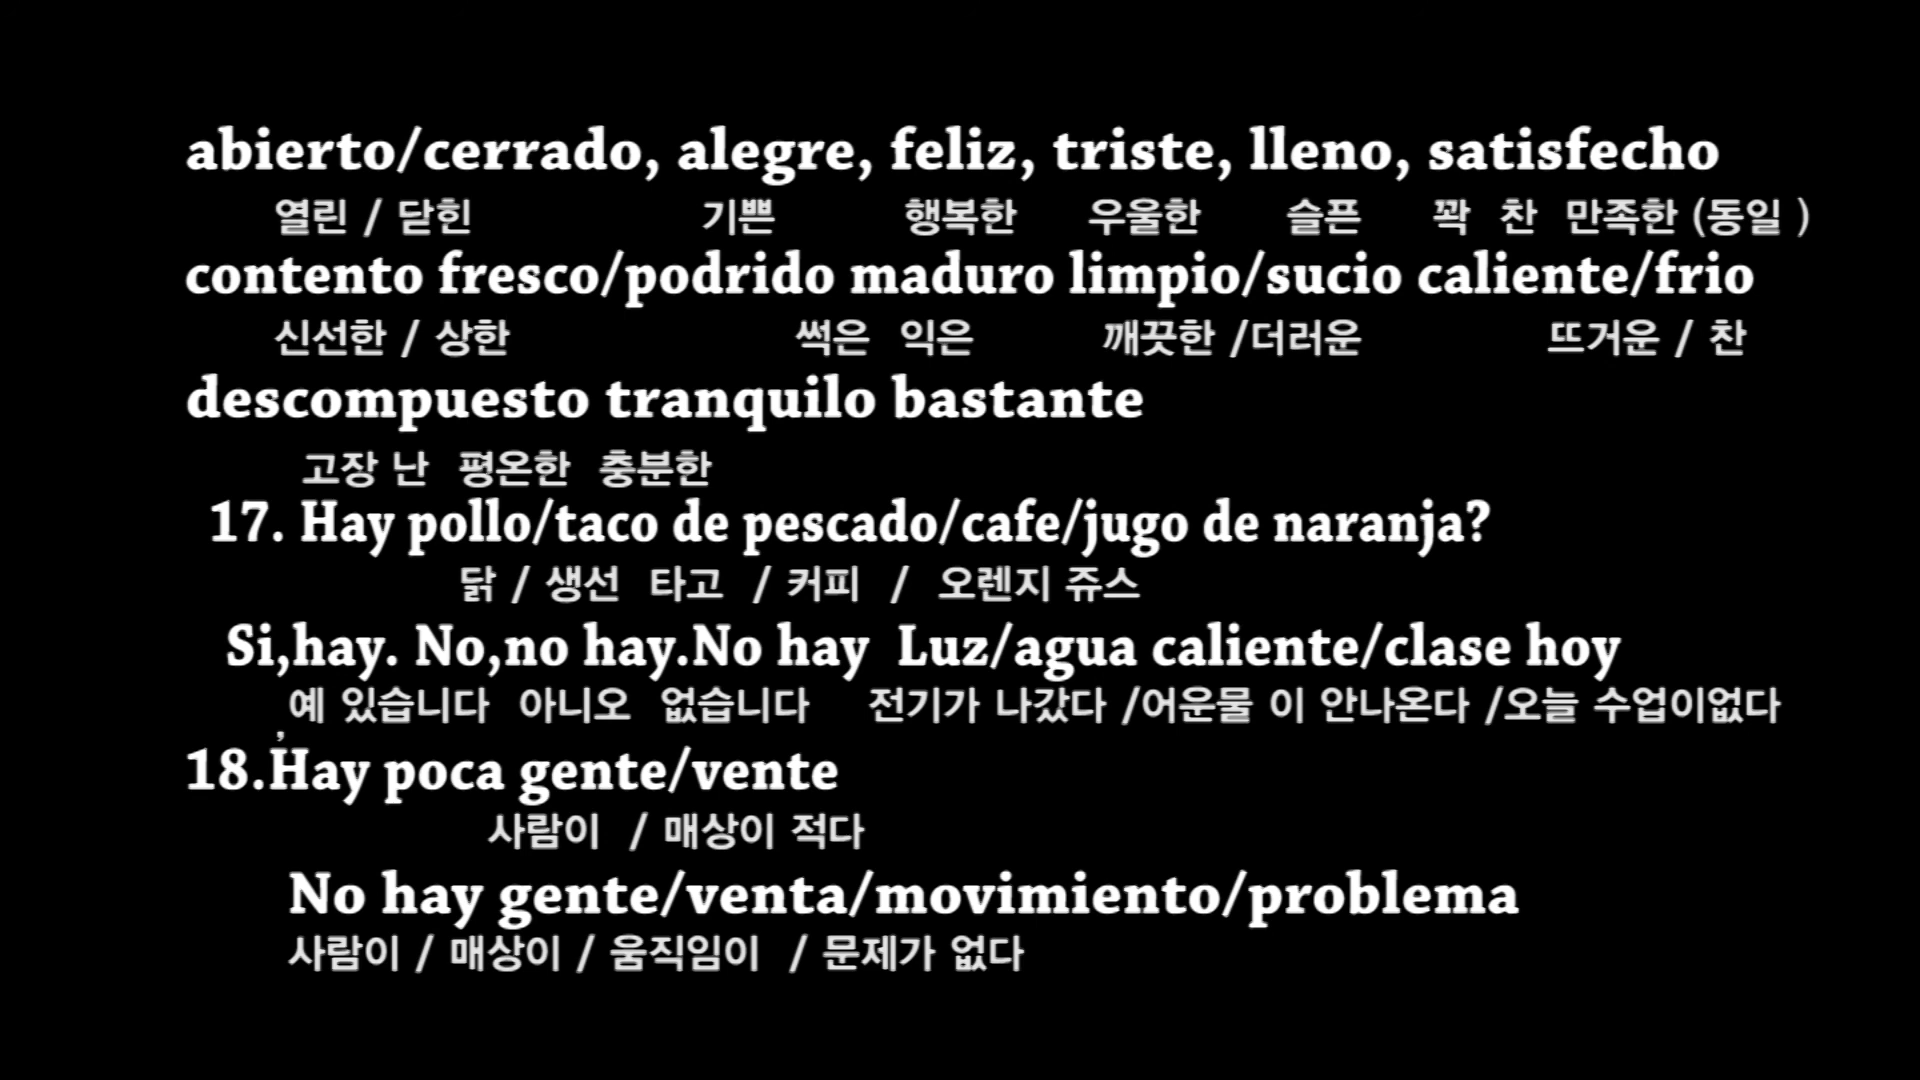 abierto/cerrado, alegre, feliz, triste, lleno, satisfecho
열린 / 닫힌 기쁜 행복한 우울한 슬픈 꽉 찬 만족한 (동일 )
contento fresco/podrido maduro limpio/sucio caliente/frio
신선한 / 상한 썩은 익은 깨끗한 /더러운 뜨거운 / 찬
descompuesto tranquilo bastante
고장 난 평온한 충분한
17. Hay pollo/taco de pescado/cafe/jugo de naranja?
닭 / 생선 타고 / 커피 / 오렌지 쥬스
Si,hay. No,no hay.No hay Luz/agua caliente/clase hoy
예 있습니다 아니오 없습니다 전기가 나갔다 /어운물 이 안나온다 /오늘 수업이없다
,
18.Hay poca gente/vente
사람이 / 매상이 적다
No hay gente/venta/movimiento/problema
사람이 / 매상이 / 움직임이 / 문제가 없다